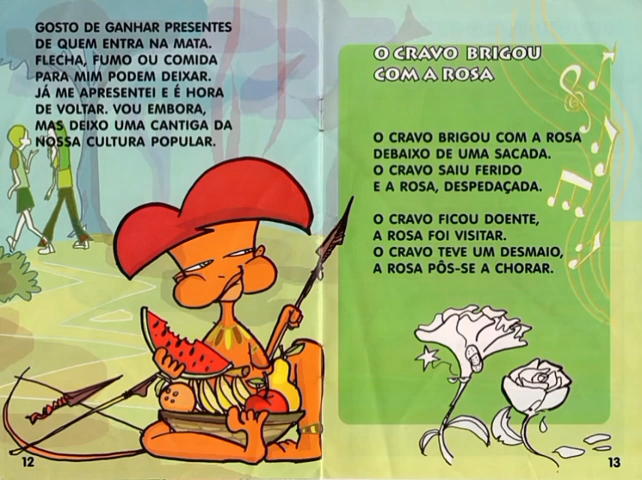 GOSTO DE GANHAR PRESENTES
DE QUEM ENTRA NA MATA.
FLECHA, FUMO OU COMIDA
PARA MIM PODEM DEIXAR.
JÁ ME APRESENTEI E É HORA
DE VOLTAR. VOU EMBORA,
MAS DEIXO UMA CANTIGA DA
NOSSA CULTURA POPULAR.
12
O CRAVO BRIGOU
COM A ROSA
O CRAVO BRIGOU COM A ROSA
DEBAIXO DE UMA SACADA.
O CRAVO SAIU FERIDO
E A ROSA, DESPEDAÇADA.
O CRAVO FICOU DOENTE,
A ROSA FOI VISITAR.
O CRAVO TEVE UM DESMAIO,
A ROSA PÔS-SE A CHORAR.
13